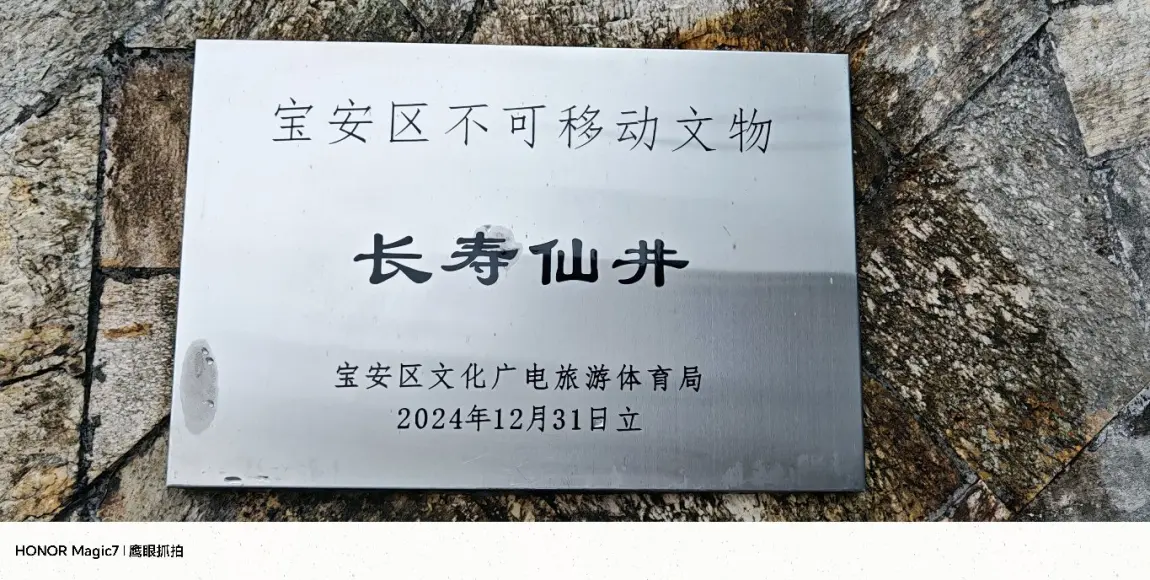 宝安区不可移动文物
长寿仙井
宝安区文化广电旅游体育局
2024年12月31日立
HONOR Magic7 | 鹰眼抓拍